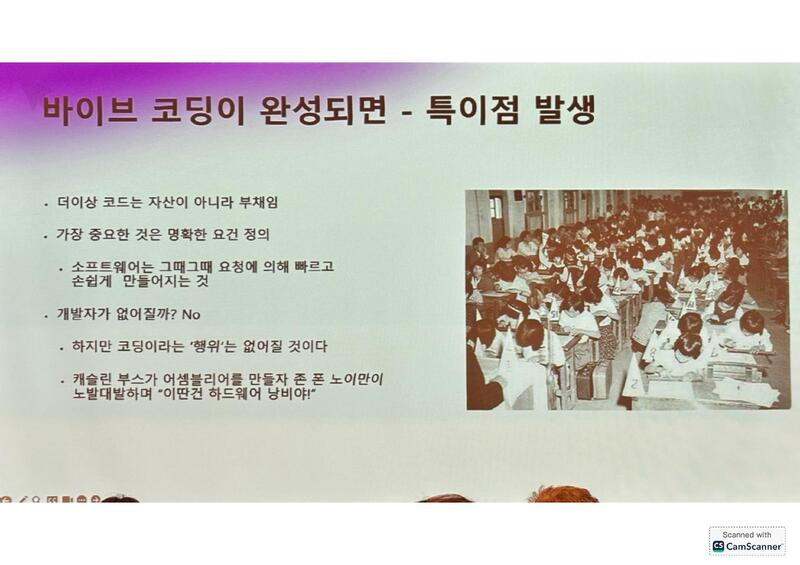 바이브 코딩이 완성되면 - 특이점 발생
• 더이상 코드는 자산이 아니라 부채임
• 가장 중요한 것은 명확한 요건 정의
• 소프트웨어는 그때그때 요청에 의해 빠르고
손쉽게 만들어지는 것
• 개발자가 없어질까? No
• 하지만 코딩이라는 '행위'는 없어질 것이다
• 캐슬린 부스가 어셈블리어를 만들자 존 폰 노이만이
노발대발하며 "이딴건 하드웨어 낭비야!"
Scanned with
CS CamScanner